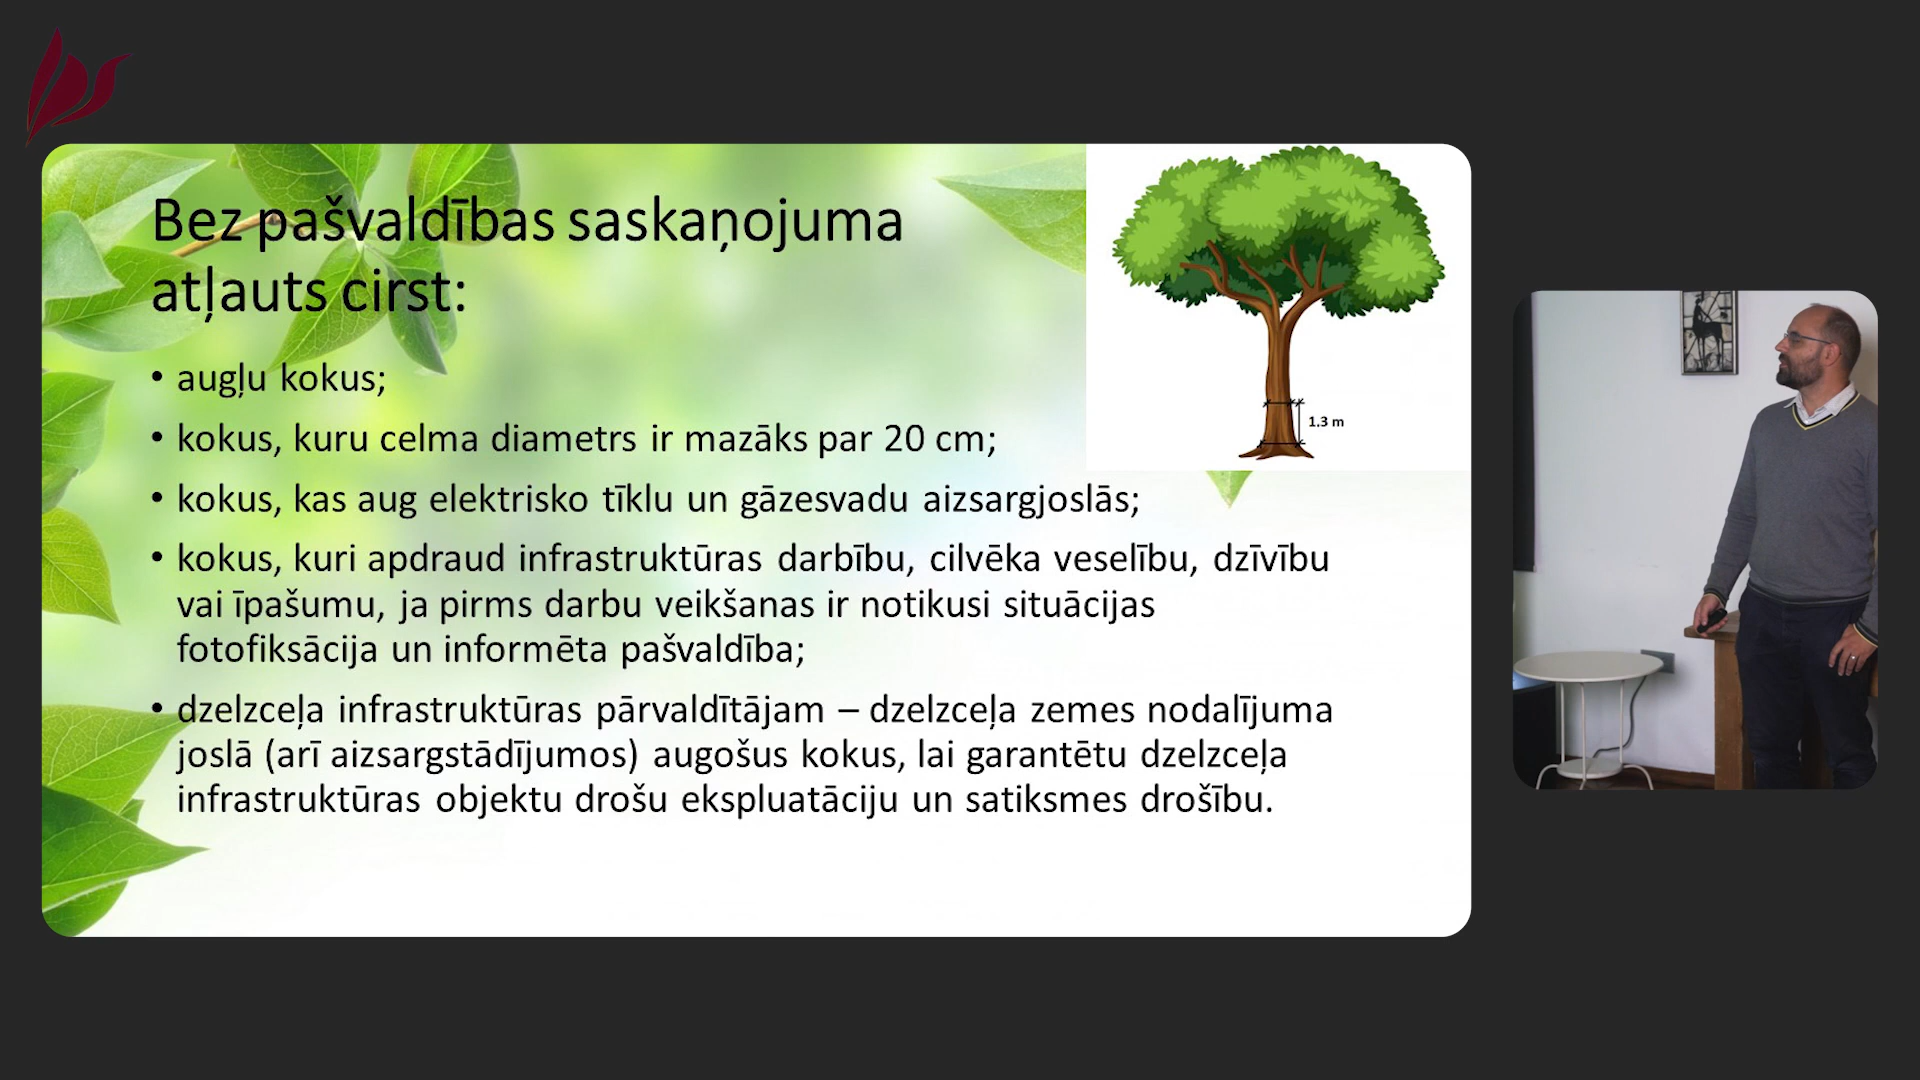 Bez pašvaldības saskaņojuma
atļauts cirst:
• augļu kokus;
• kokus, kuru celma diametrs ir mazāks par 20 cm;
• kokus, kas aug elektrisko tīklu un gāzesvadu aizsargjoslās;
• kokus, kuri apdraud infrastruktūras darbību, cilvēka veselību, dzīvību
vai īpašumu, ja pirms darbu veikšanas ir notikusi situācijas
fotofiksācija un informēta pašvaldība;
• dzelzceļa infrastruktūras pārvaldītājam – dzelzceļa zemes nodalījuma
joslā (arī aizsargstādījumos) augošus kokus, lai garantētu dzelzceļa
infrastruktūras objektu drošu ekspluatāciju un satiksmes drošību.
1.3 m